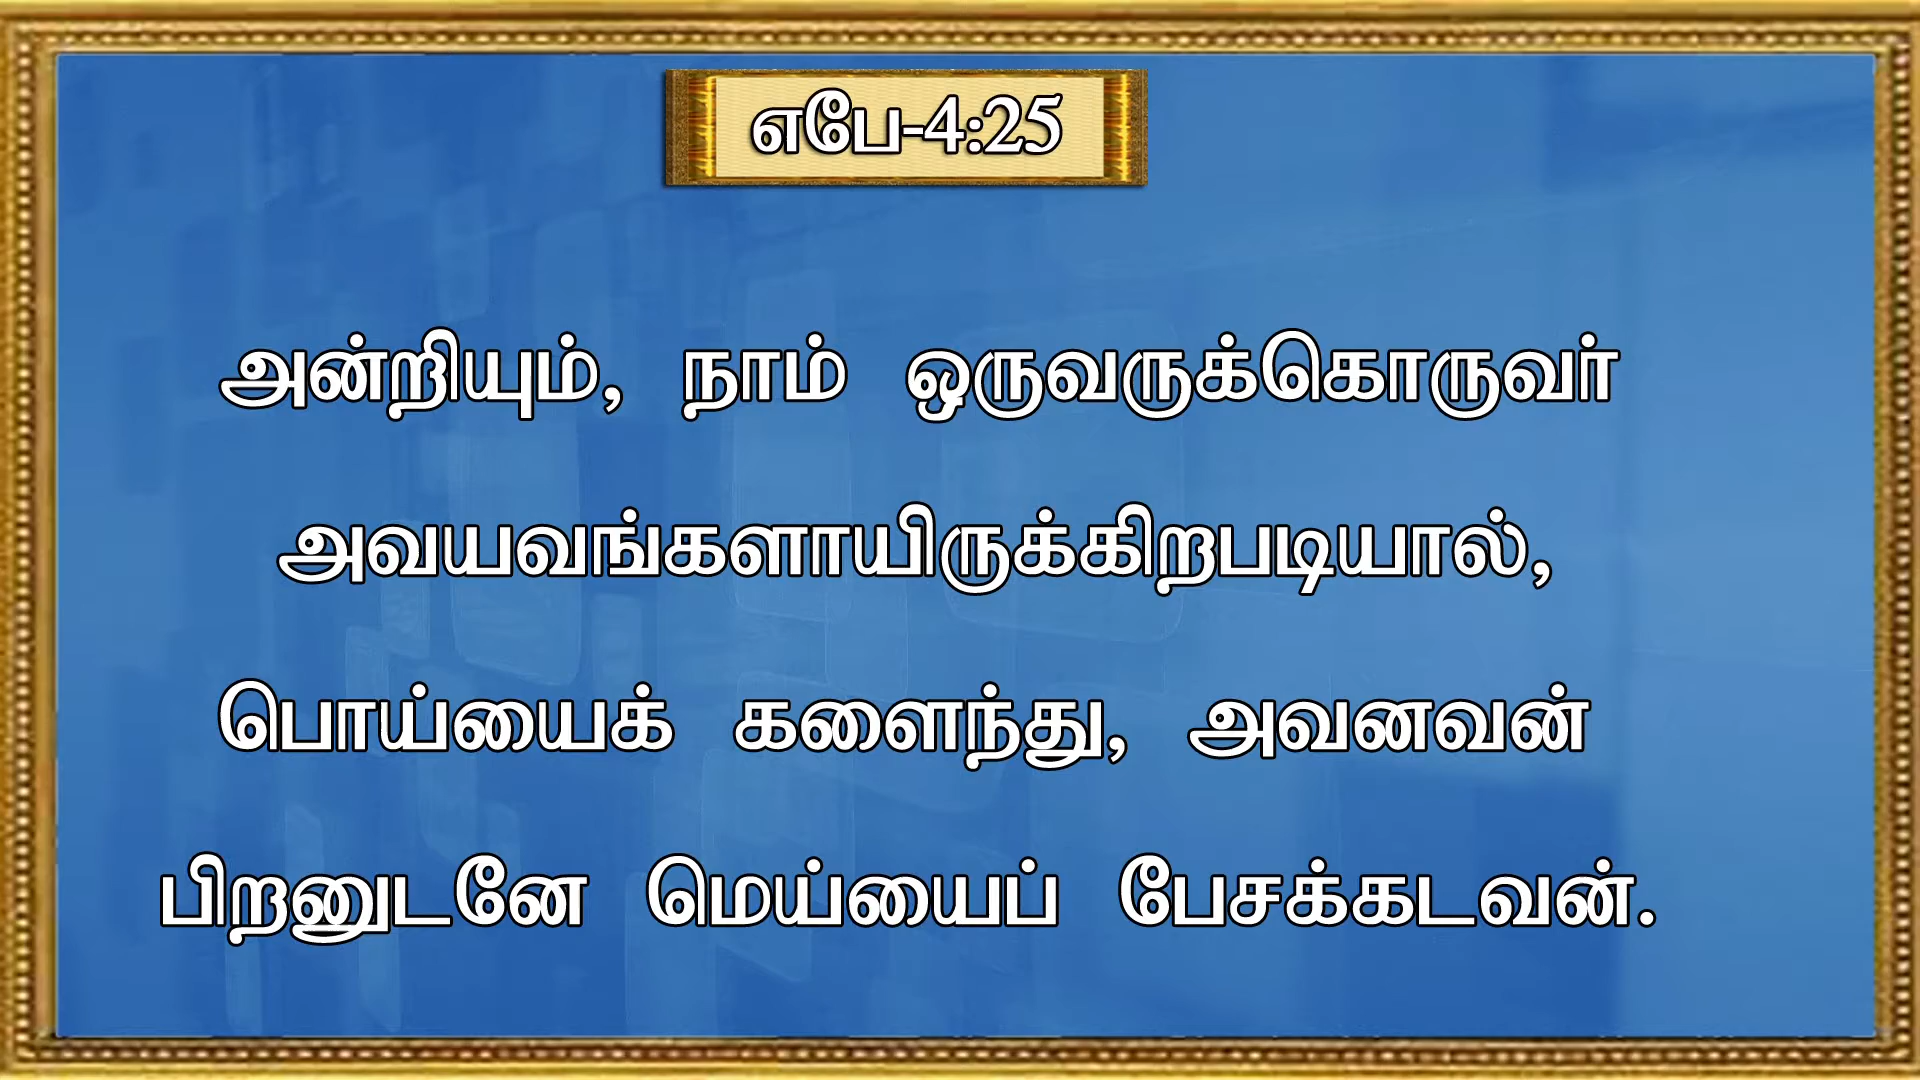 எபே-4:25
அன்றியும், நாம் ஒருவருக்கொருவர்
அவயவங்களாயிருக்கிறபடியால்,
பொய்யைக் களைந்து, அவனவன்
பிறனுடனே மெய்யைப் பேசக்கடவன்.